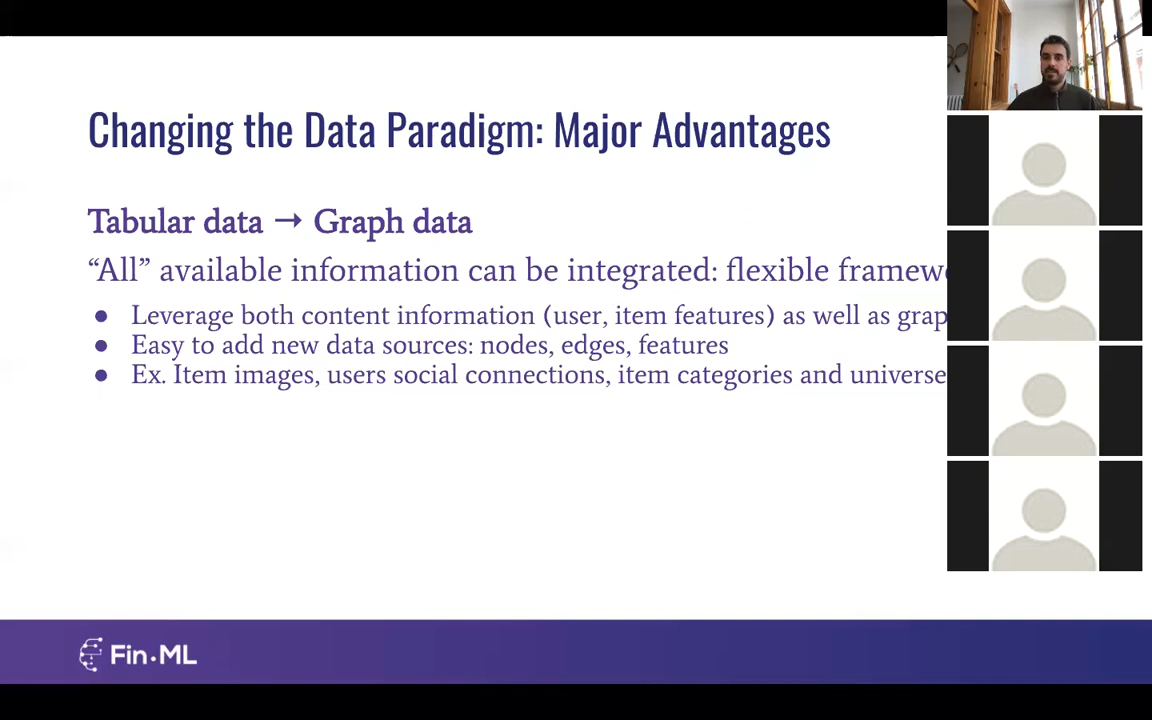 Changing the Data Paradigm: Major Advantages
Tabular data → Graph data
“All” available information can be integrated: flexible
● Leverage both content information (user, item features) as well as
● Easy to add new data sources: nodes, edges, features
● Ex. Item images, users social connections, item categories and universe
Fin·ML